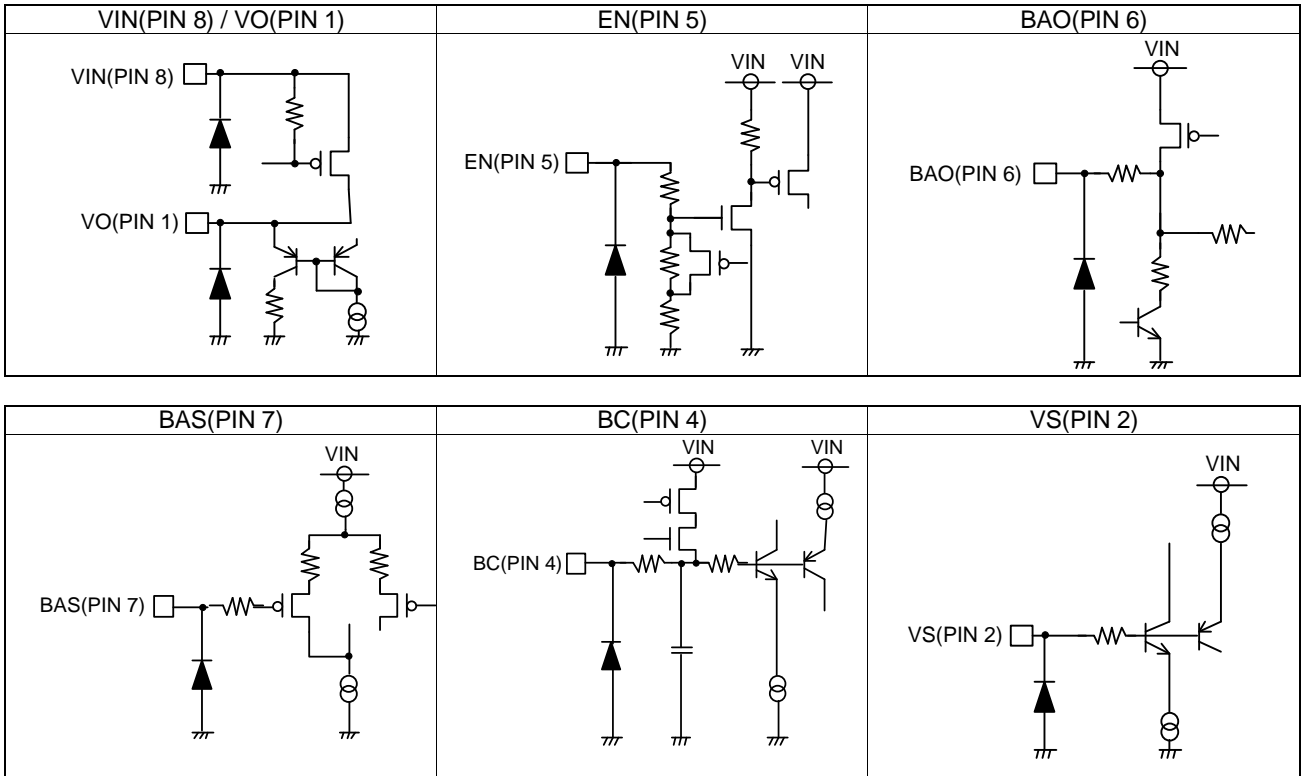 VIN(PIN 8) / VO(PIN 1)
VIN(PIN 8)
VO(PIN 1)
EN(PIN 5)
VIN VIN
EN(PIN 5)
BAO(PIN 6)
VIN
BAO(PIN 6)
BAS(PIN 7)
VIN
BAS(PIN 7)
BC(PIN 4)
VIN VIN
BC(PIN 4)
VS(PIN 2)
VIN
VS(PIN 2)